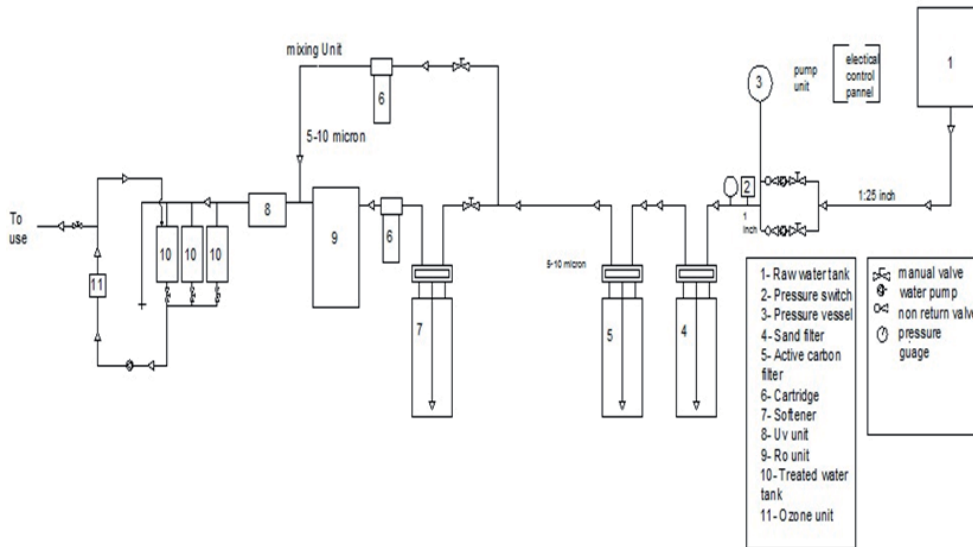 mixing Unit
6
5-10 micron
3
pump
unit
electical
control
pannel
1
To
use
11
10
10
10
8
9
6
7
5-10 micron
5
4
2
1
inch
1:25 inch
1- Raw water tank
2- Pressure switch
3- Pressure vessel
4- Sand filter
5- Active carbon
filter
6- Cartridge
7- Softener
8- Uv unit
9- Ro unit
10- Treated water
tank
11- Ozone unit
manual valve
water pump
non return valve
pressure
guage